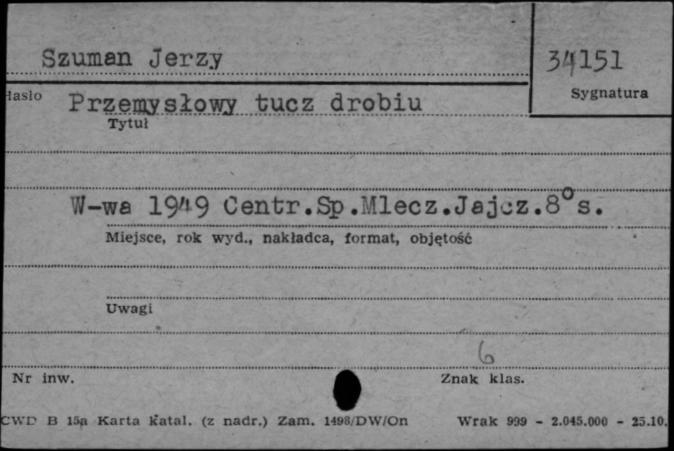 Szuman Jerzy
34151
Hasło
Sygnatura
Przemysłowy tucz drobiu
Tytuł
W-wa 1949 Centr.Sp.Mlecz.Jajcz.8° s.
Miejsce, rok wyd., nakładca, format, objętość
Uwagi
6
Nr inw.
Znak klas.
CWD B 15a Karta katal. (z nadr.) Zam. 1498/DW/On Wrak 999 - 2.045.000 - 25.10.